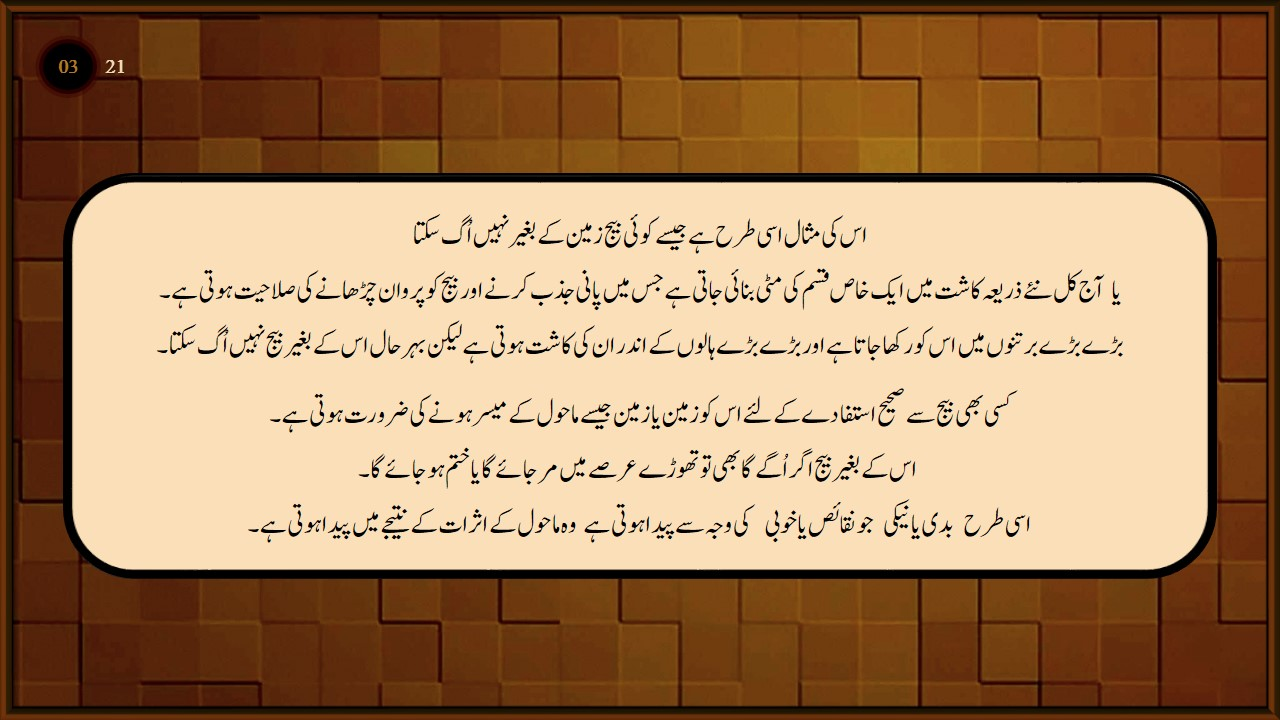 03 21
اس کی مثال اسی طرح ہے جیسے کوئی بیج زمین کے بغیر نہیں اُگ سکتا
یا آج کل نئے ذریعہ کاشت میں ایک خاص قسم کی مٹی بنائی جاتی ہے جس میں پانی جذب کرنے اور بیج کو پروان چڑھانے کی صلاحیت ہوتی ہے۔
بڑے بڑے برتنوں میں اس کو رکھا جاتا ہے اور بڑے بڑے ہالوں کے اندر ان کی کاشت ہوتی ہے لیکن بہر حال اس کے بغیر بیج نہیں اُگ سکتا۔
کسی بھی بیج سے صحیح استفادے کے لئے اس کو زمین یا زمین جیسے ماحول کے میسر ہونے کی ضرورت ہوتی ہے۔
اس کے بغیر بیج اگر اُگے گا بھی تو تھوڑے عرصے میں مر جائے گا یا ختم ہو جائے گا۔
اسی طرح بدی یا نیکی جو نقائص یا خوبی کی وجہ سے پیدا ہوتی ہے وہ ماحول کے اثرات کے نتیجے میں پیدا ہوتی ہے۔